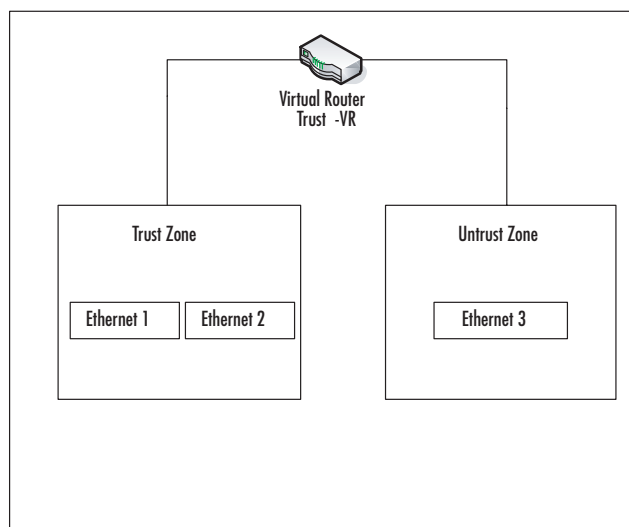 Virtual Router
Trust -VR
Trust Zone
Untrust Zone
Ethernet 1
Ethernet 2
Ethernet 3